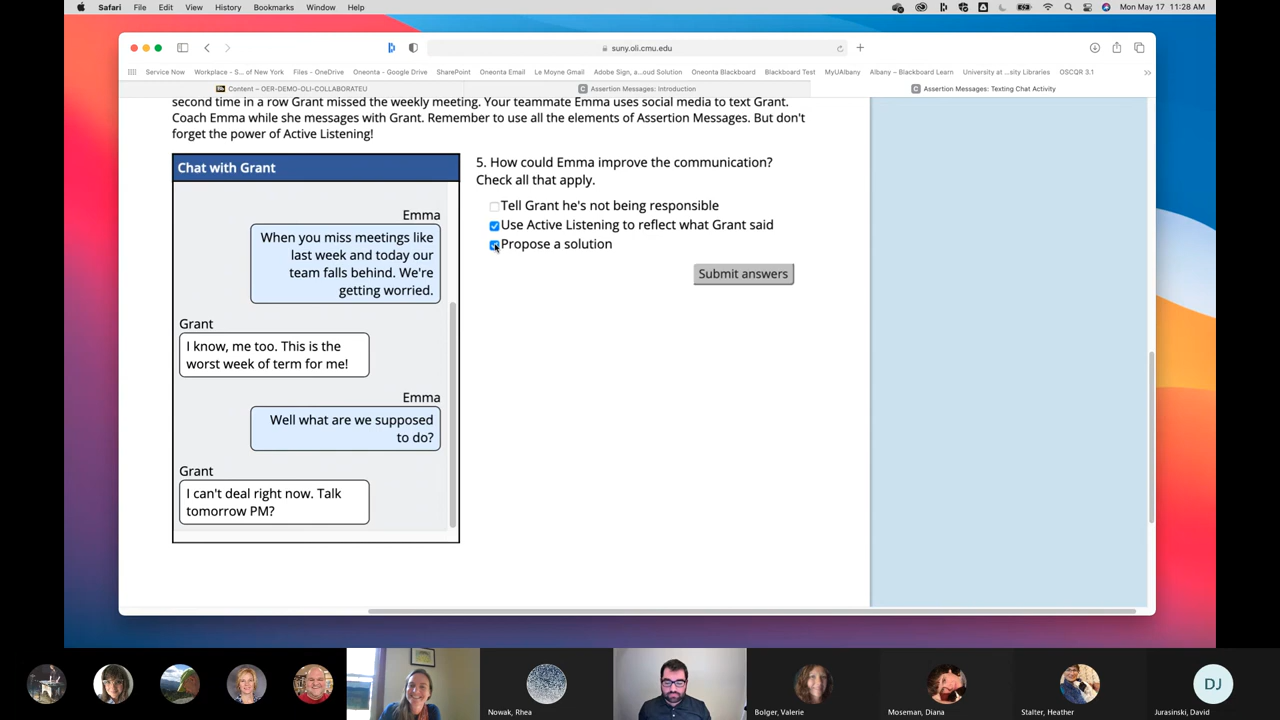 Safari File Edit View History Bookmarks Window Help Mon May 17 11:28 AM
suny.oli.cmu.edu
Service Now Workplace - S... of New York Files - OneDrive Oneonta - Google Drive SharePoint Oneonta Email Le Moyne Gmail Adobe Sign, a...oud Solution Oneonta Blackboard Blackboard Test MyUAlbany Albany – Blackboard Learn University at ...sity Libraries OSCQR 3.1
Content – OER-DEMO-OLI-COLLABORATEU Assertion Messages: Introduction Assertion Messages: Texting Chat Activity
second time in a row Grant missed the weekly meeting. Your teammate Emma uses social media to text Grant.
Coach Emma while she messages with Grant. Remember to use all the elements of Assertion Messages. But don't
forget the power of Active Listening!
Chat with Grant
Emma
When you miss meetings like
last week and today our
team falls behind. We're
getting worried.
Grant
I know, me too. This is the
worst week of term for me!
Emma
Well what are we supposed
to do?
Grant
I can't deal right now. Talk
tomorrow PM?
5. How could Emma improve the communication?
Check all that apply.
Tell Grant he's not being responsible
Use Active Listening to reflect what Grant said
Propose a solution
Submit answers
DJ
Nowak, Rhea Bolger, Valerie Moseman, Diana Stalter, Heather Jurasinski, David